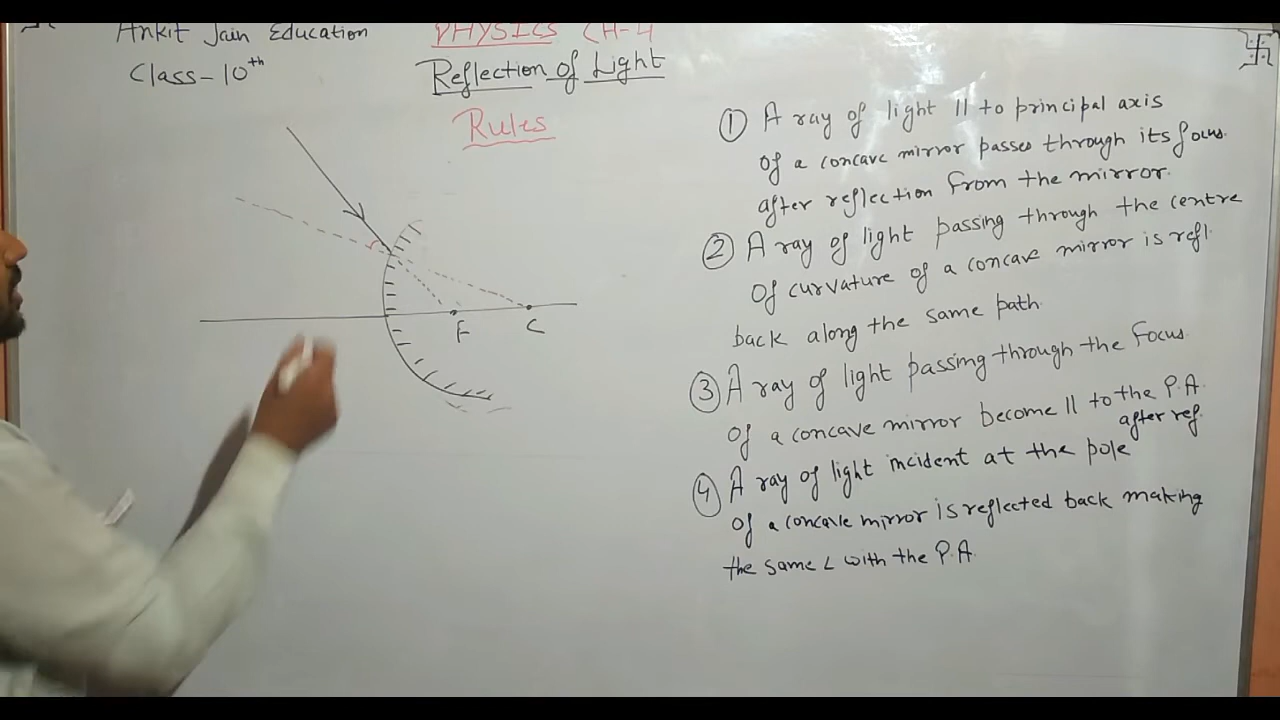 Ankit Jain Education
Class-10th
PHYSICS CH-4
Reflection of Light
Rules
F
C
① A ray of light || to principal axis
of a concave mirror passes through its focus.
after reflection from the mirror.
② A ray of light passing through the centre
of curvature of a concave mirror is refl.
back along the same path.
③ A ray of light passing through the focus.
of a concave mirror become || to the P.A.
after ref.
④ A ray of light incident at the pole
of a concave mirror is reflected back making
the same ∠ with the P.A.